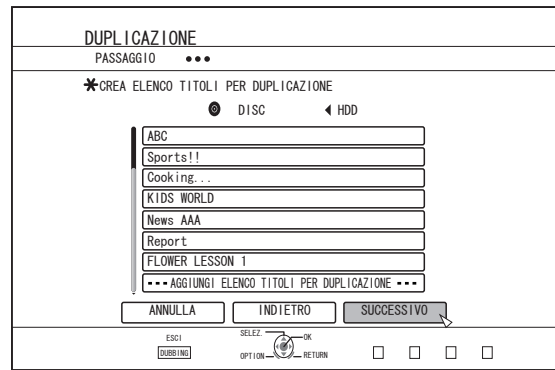 DUPLICAZIONE
PASSAGGIO
CREA ELENCO TITOLI PER DUPLICAZIONE
DISC HDD
ABC
Sports!!
Cooking...
KIDS WORLD
News AAA
Report
FLOWER LESSON 1
--- AGGIUNGI ELENCO TITOLI PER DUPLICAZIONE ---
ANNULLA INDIETRO SUCCESSIVO
ESCI SELEZ. OK
DUBBING OPTION RETURN